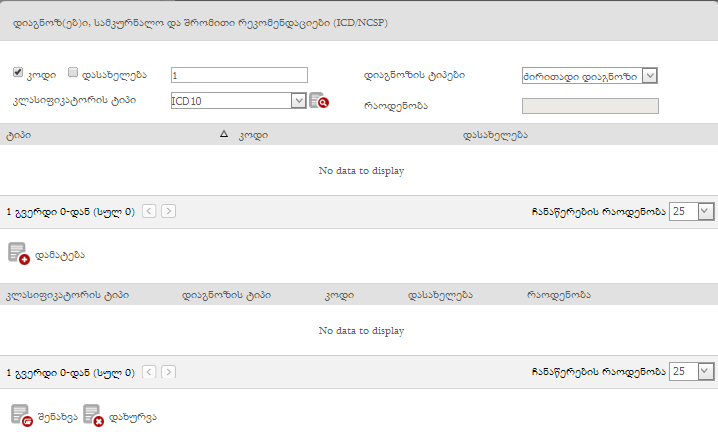 დიაგნოზ(ებ)ი, სამკურნალო და შრომითი რეკომენდაციები (ICD/NCSP)
კოდი დასახელება 1 დიაგნოზის ტიპები ძირითადი დიაგნოზი
კლასიფიკატორის ტიპი ICD10 რაოდენობა
ტიპი კოდი დასახელება
No data to display
1 გვერდი 0-დან (სულ 0) ჩანაწერების რაოდენობა 25
დამატება
კლასიფიკატორის ტიპი დიაგნოზის ტიპი კოდი დასახელება რაოდენობა
No data to display
1 გვერდი 0-დან (სულ 0) ჩანაწერების რაოდენობა 25
შენახვა დახურვა